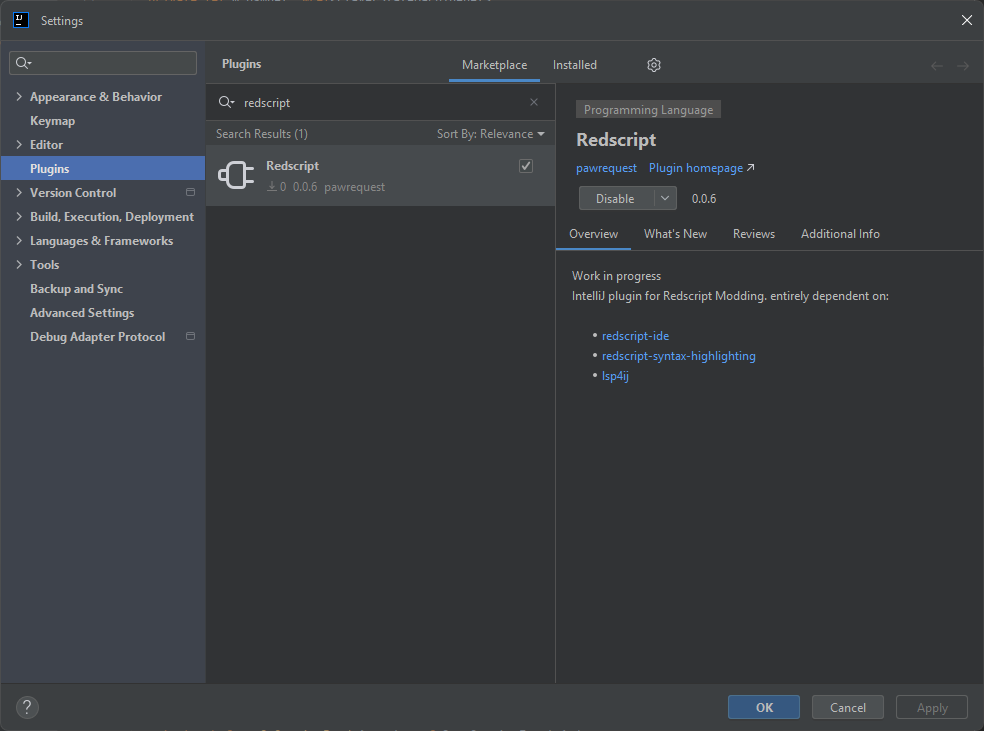 Settings
Plugins
Marketplace
Installed
Appearance & Behavior
Keymap
Editor
Plugins
Version Control
Build, Execution, Deployment
Languages & Frameworks
Tools
Backup and Sync
Advanced Settings
Debug Adapter Protocol
redscript
Search Results (1)
Sort By: Relevance
Redscript
0 0.0.6 pawrequest
Programming Language
Redscript
pawrequest Plugin homepage ↗
Disable
0.0.6
Overview
What's New
Reviews
Additional Info
Work in progress
IntelliJ plugin for Redscript Modding. entirely dependent on:
• redscript-ide
• redscript-syntax-highlighting
• lsp4ij
?
OK
Cancel
Apply